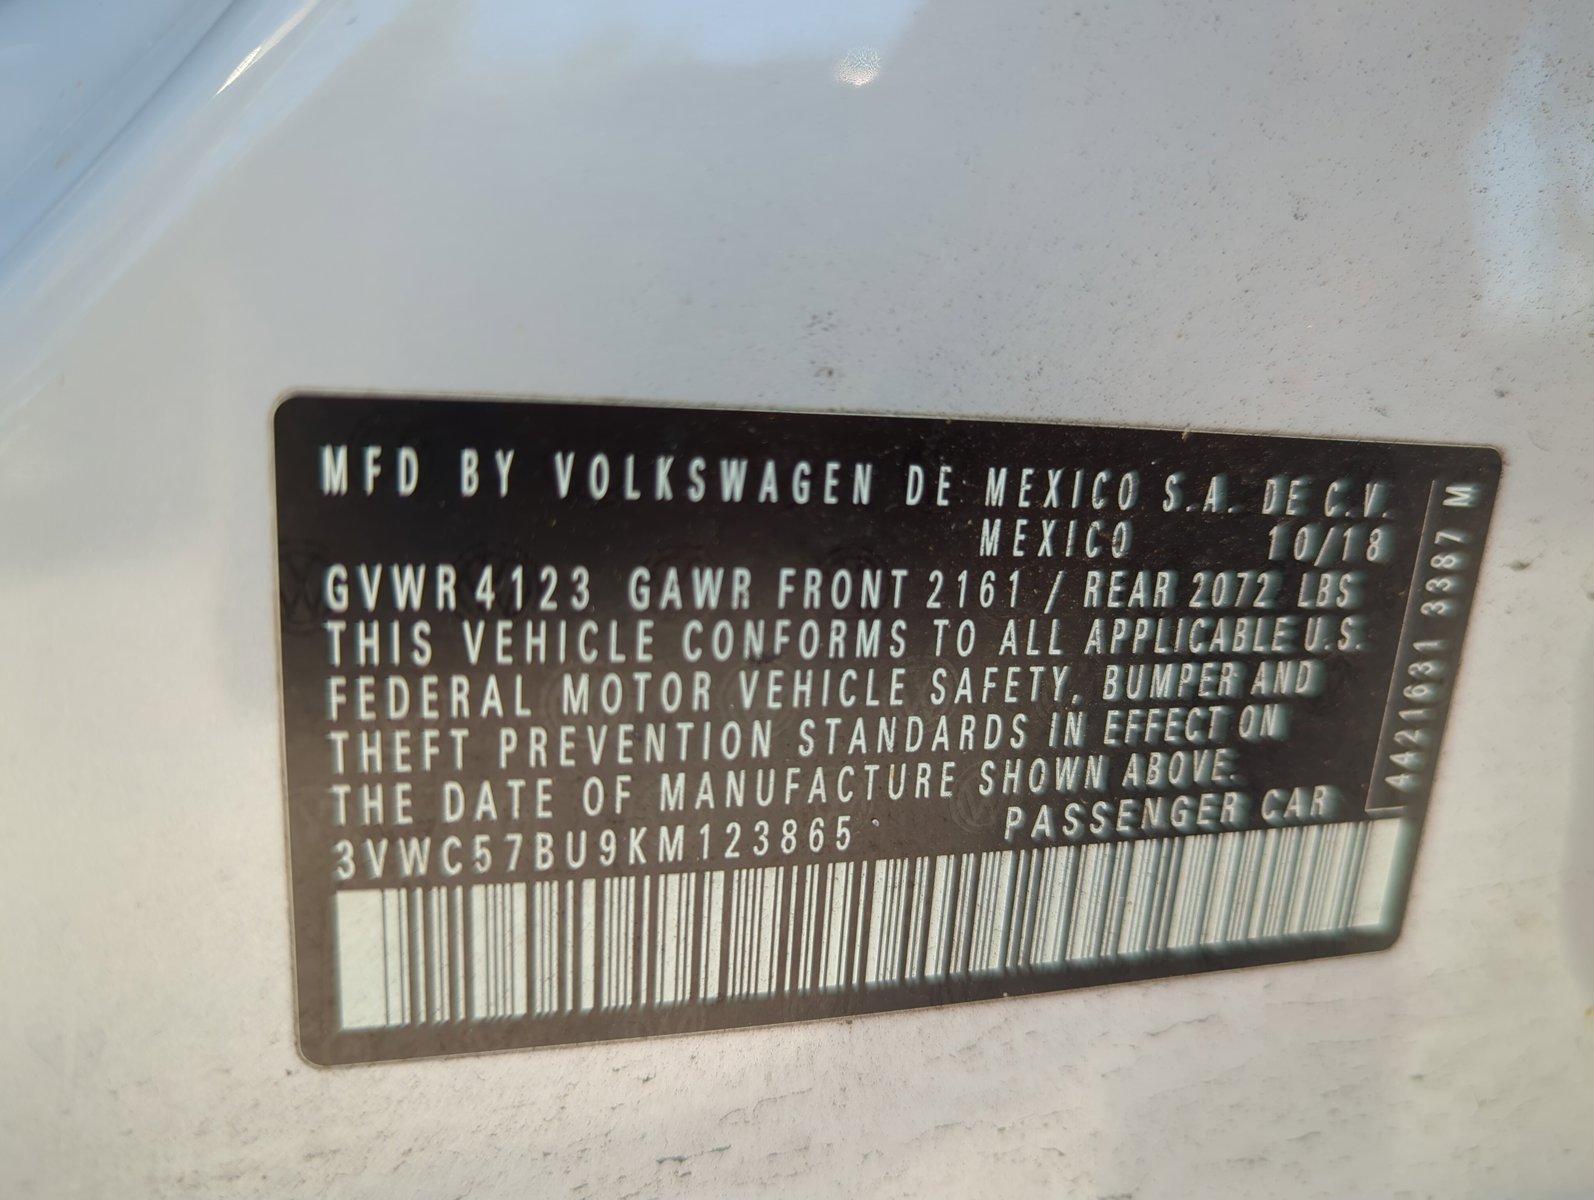 MFD BY VOLKSWAGEN DE MEXICO S.A. DE C.V.
MEXICO 10/18
GVWR 4123 GAWR FRONT 2161 / REAR 2072 LBS
THIS VEHICLE CONFORMS TO ALL APPLICABLE U.S.
FEDERAL MOTOR VEHICLE SAFETY, BUMPER AND
THEFT PREVENTION STANDARDS IN EFFECT ON
THE DATE OF MANUFACTURE SHOWN ABOVE.
3VWC57BU9KM123865 PASSENGER CAR
4421631 3387 M